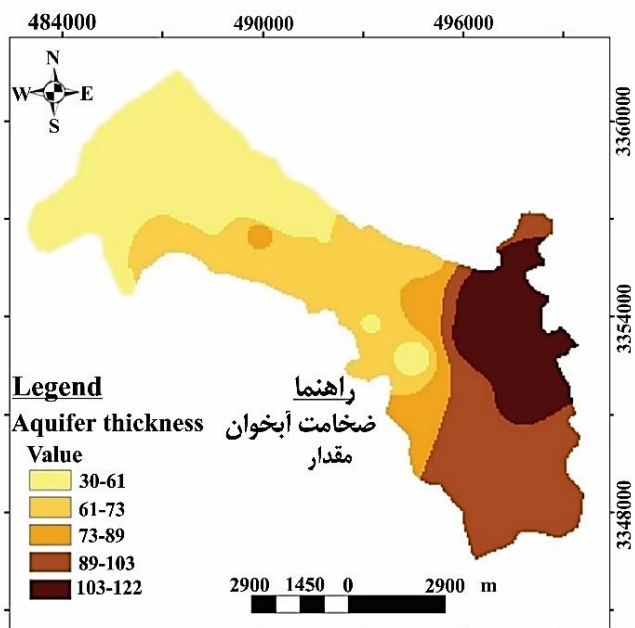 484000 490000 496000
N
W E
S
3360000
3354000
3348000
Legend راهنما
Aquifer thickness ضخامت آبخوان
Value مقدار
30-61
61-73
73-89
89-103
103-122
2900 1450 0 2900 m